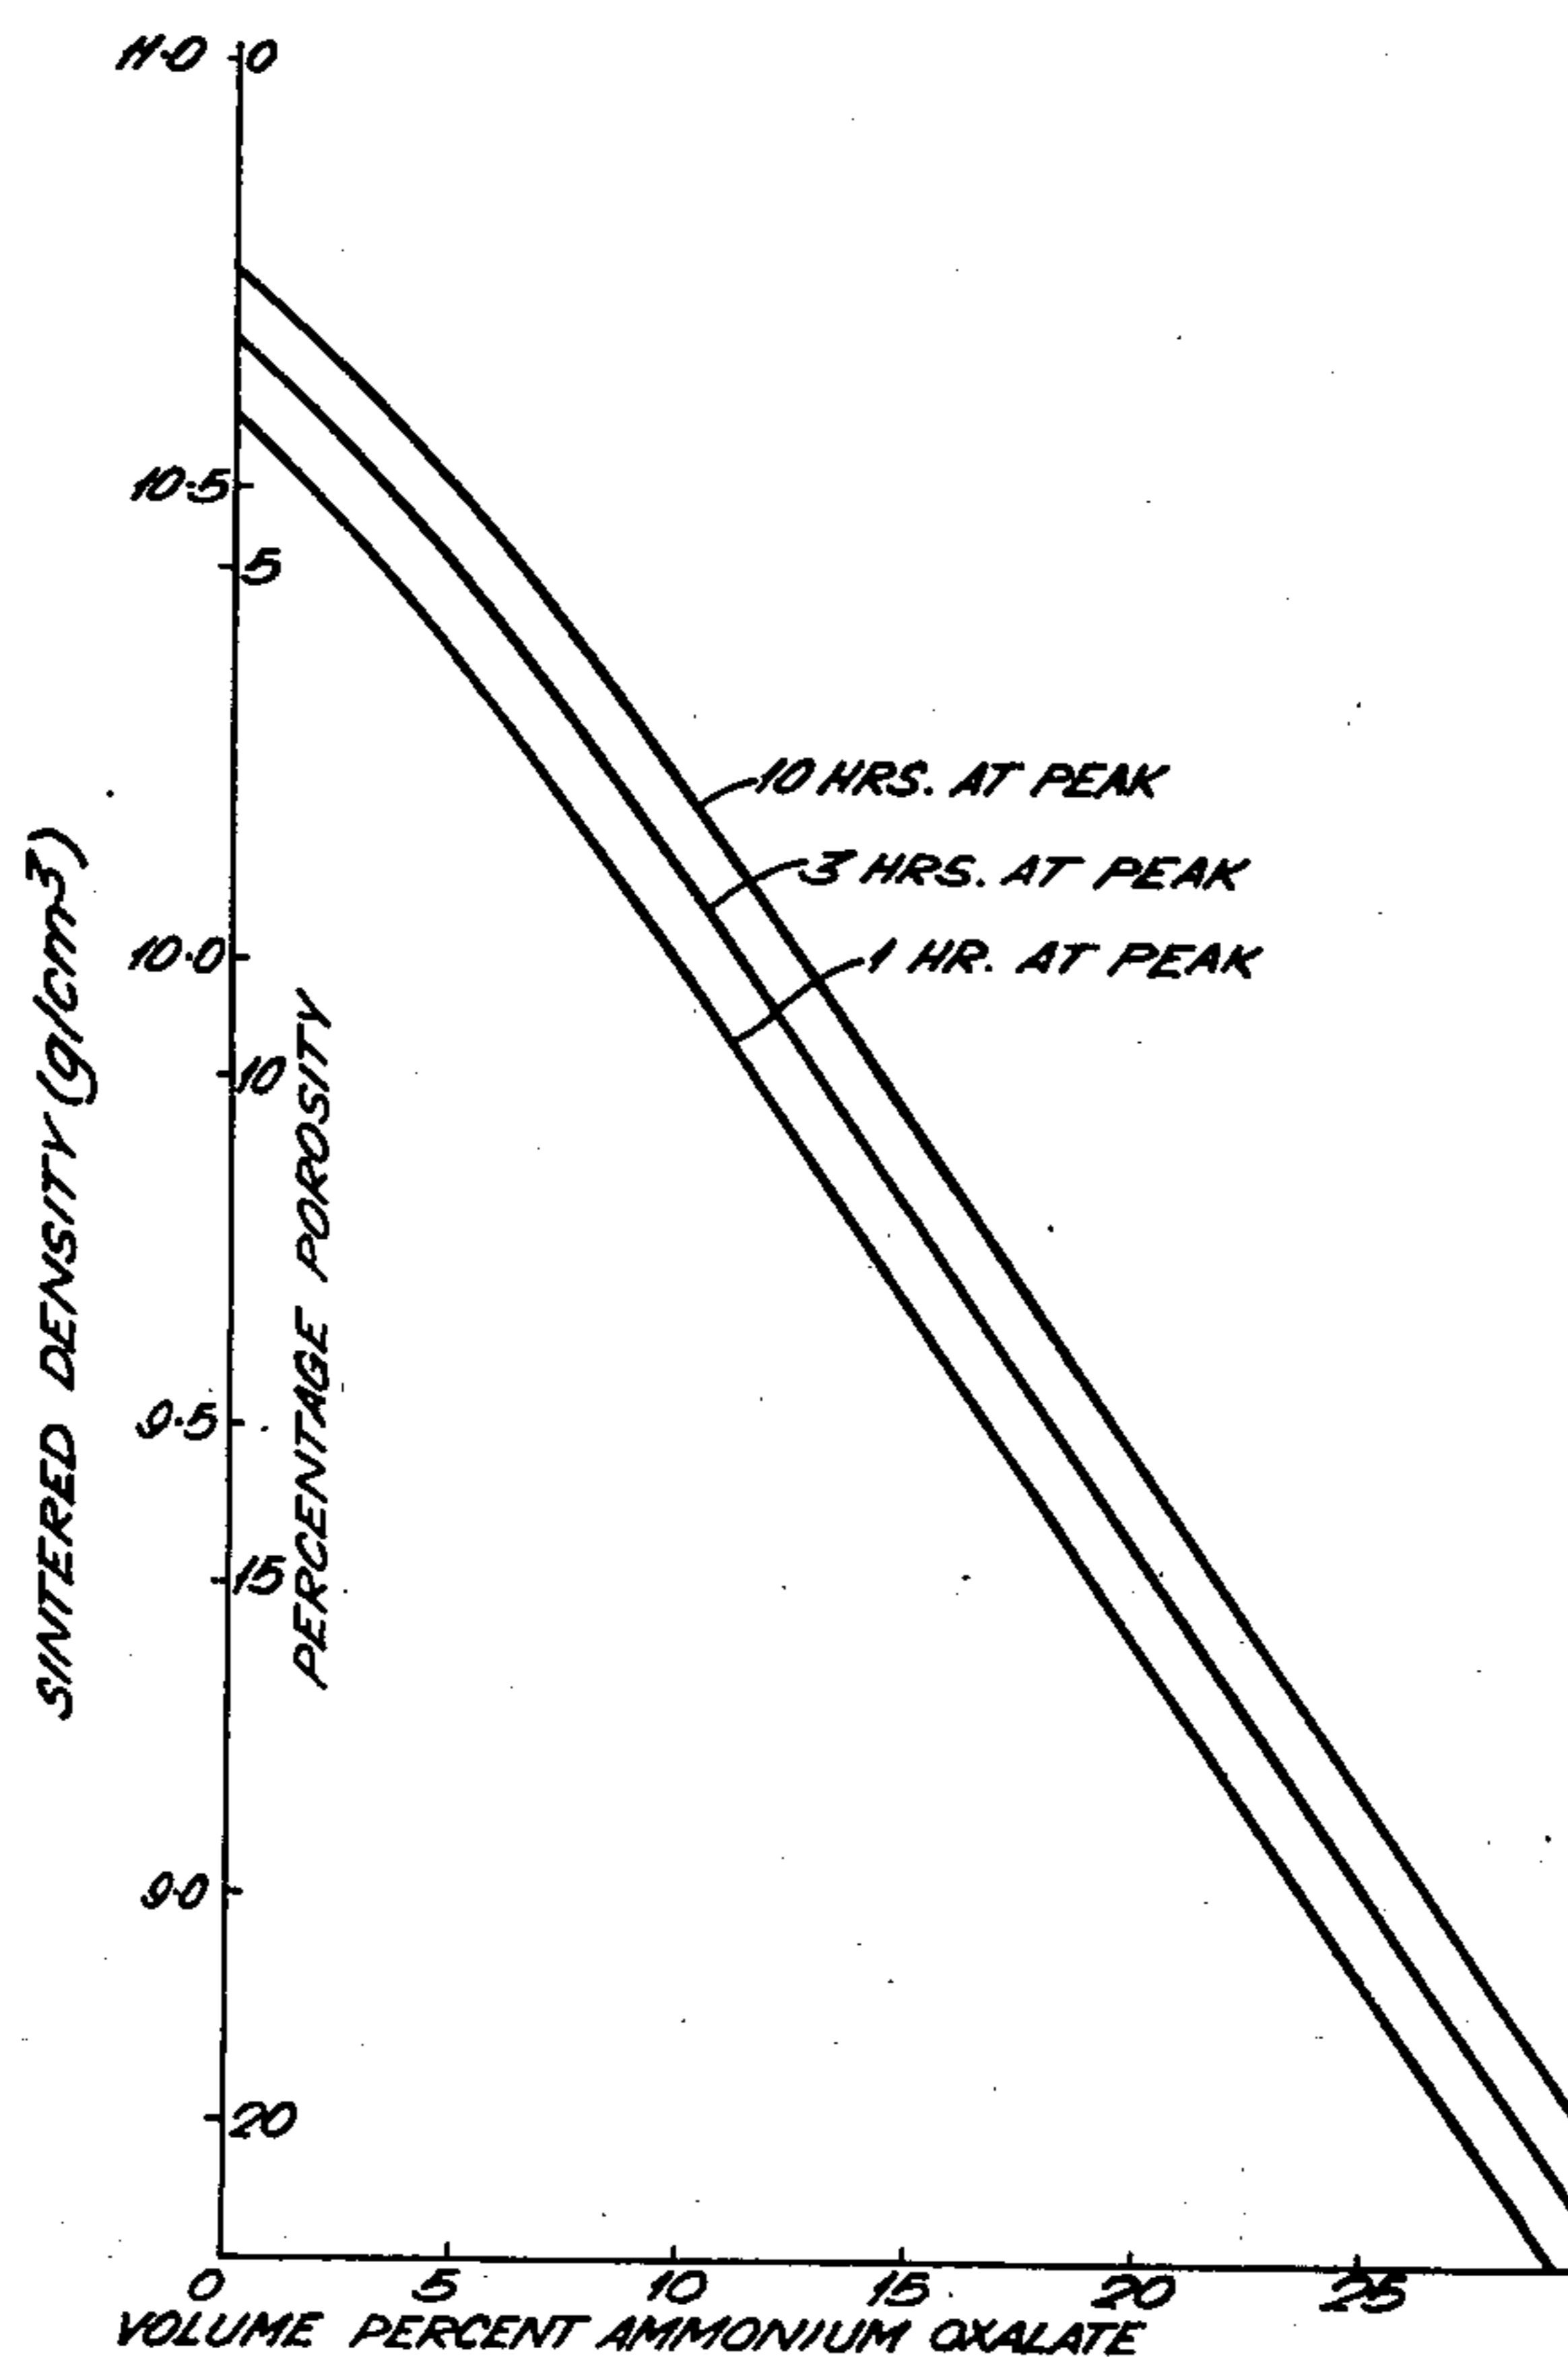 11.0 0
10.5
5
10 HRS. AT PEAK
3 HRS. AT PEAK
1 HR. AT PEAK
10.0
10
9.5
15
9.0
20
SINTERED DENSITY (g/cm3)
PERCENTAGE POROSITY
0 5 10 15 20 25
VOLUME PERCENT AMMONIUM OXALATE